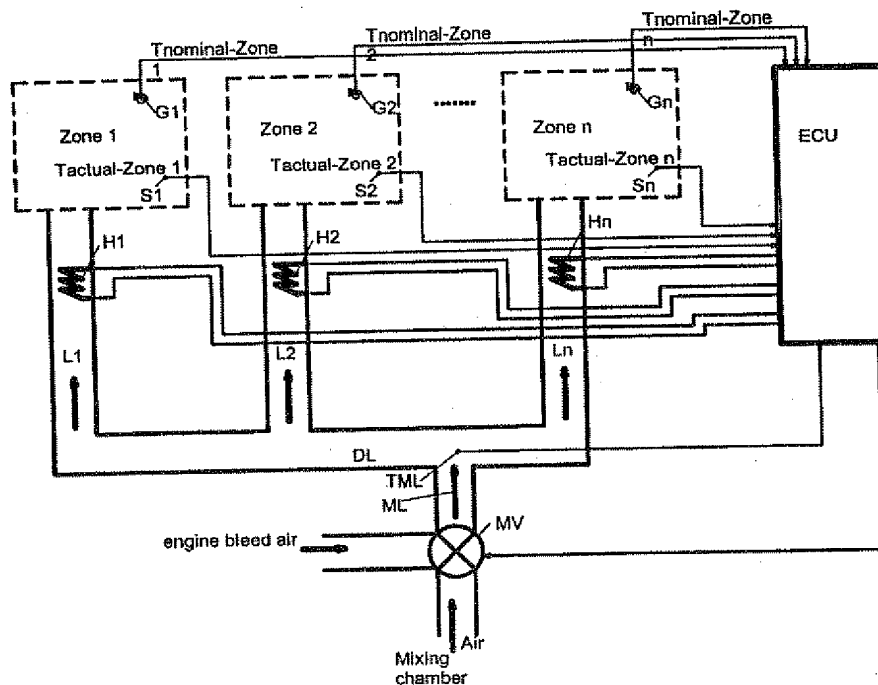 Tnominal-Zone 1
Tnominal-Zone 2
Tnominal-Zone n
G1
G2
Gn
ECU
Zone 1
Zone 2
Zone n
......
Tactual-Zone 1
Tactual-Zone 2
Tactual-Zone n
S1
S2
Sn
H1
H2
Hn
L1
L2
Ln
DL
TML
ML
MV
engine bleed air
Air
Mixing
chamber